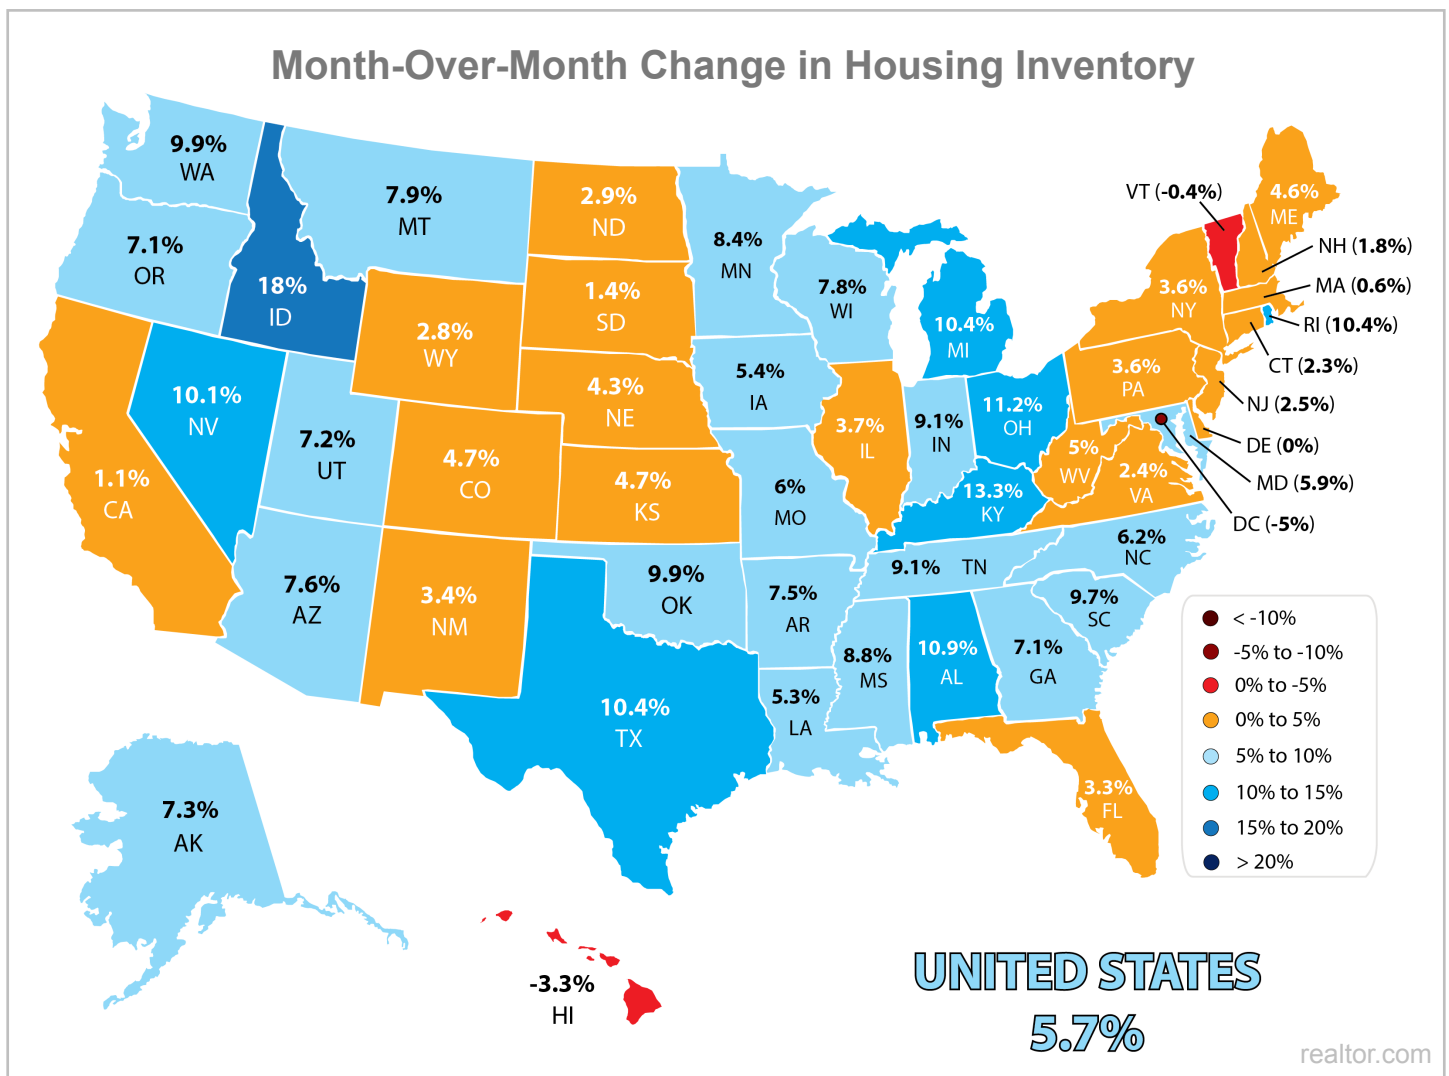 Month-Over-Month Change in Housing Inventory
9.9%
WA
7.1%
OR
18%
ID
7.9%
MT
2.9%
ND
8.4%
MN
7.8%
WI
10.4%
MI
VT (-0.4%)
4.6%
ME
NH (1.8%)
MA (0.6%)
RI (10.4%)
CT (2.3%)
NJ (2.5%)
DE (0%)
MD (5.9%)
DC (-5%)
3.6%
NY
3.6%
PA
1.4%
SD
2.8%
WY
4.3%
NE
5.4%
IA
3.7%
IL
9.1%
IN
11.2%
OH
5%
WV
2.4%
VA
10.1%
NV
7.2%
UT
4.7%
CO
4.7%
KS
6%
MO
13.3%
KY
1.1%
CA
7.6%
AZ
3.4%
NM
9.9%
OK
7.5%
AR
9.1% TN
6.2%
NC
9.7%
SC
8.8%
MS
10.9%
AL
7.1%
GA
10.4%
TX
5.3%
LA
3.3%
FL
7.3%
AK
-3.3%
HI
< -10%
-5% to -10%
0% to -5%
0% to 5%
5% to 10%
10% to 15%
15% to 20%
> 20%
UNITED STATES
5.7%
realtor.com